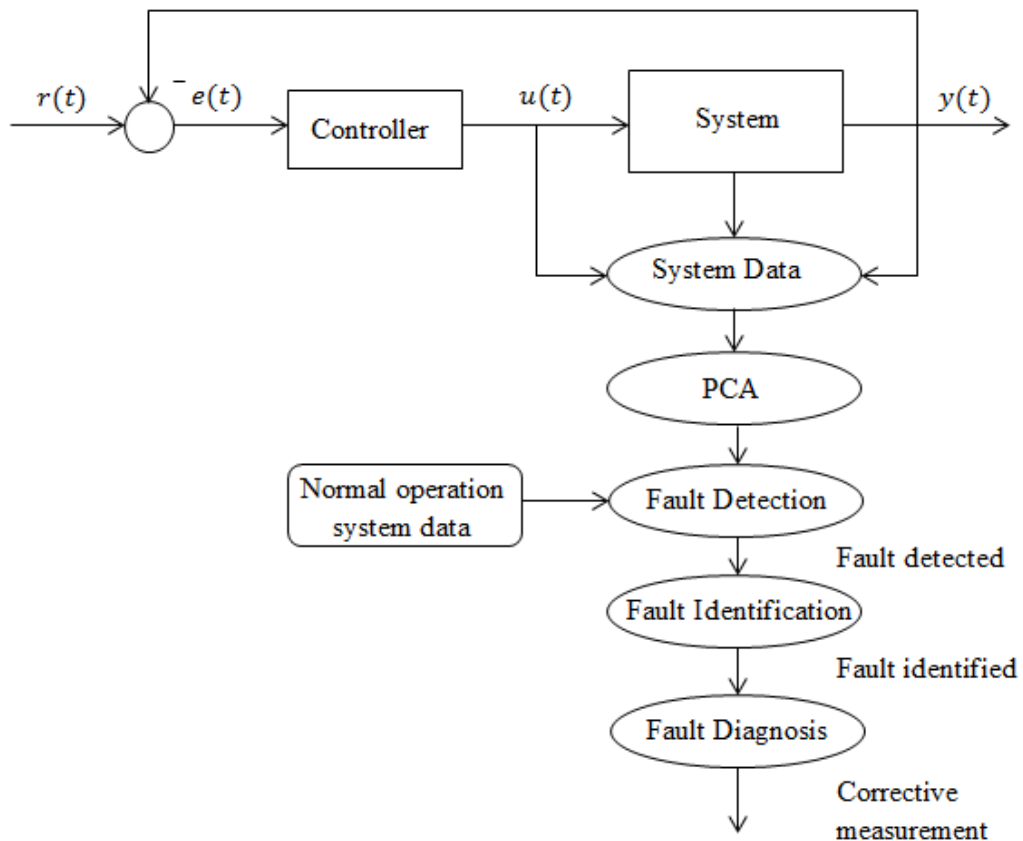 r(t)
−
e(t)
Controller
u(t)
System
y(t)
System Data
PCA
Normal operation
system data
Fault Detection
Fault detected
Fault Identification
Fault identified
Fault Diagnosis
Corrective
measurement